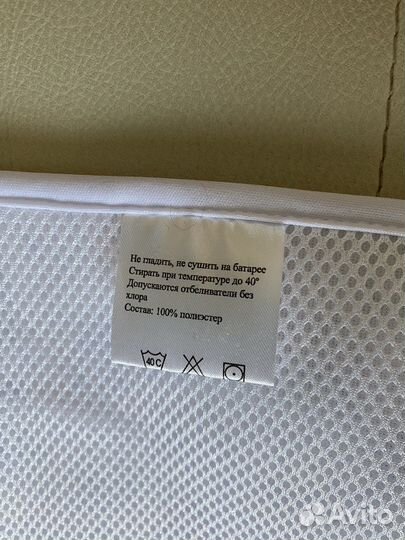 Не гладить, не сушить на батарее
Стирать при температуре до 40°
Допускаются отбеливатели без
хлора
Состав: 100% полиэстер
40 C
Avito